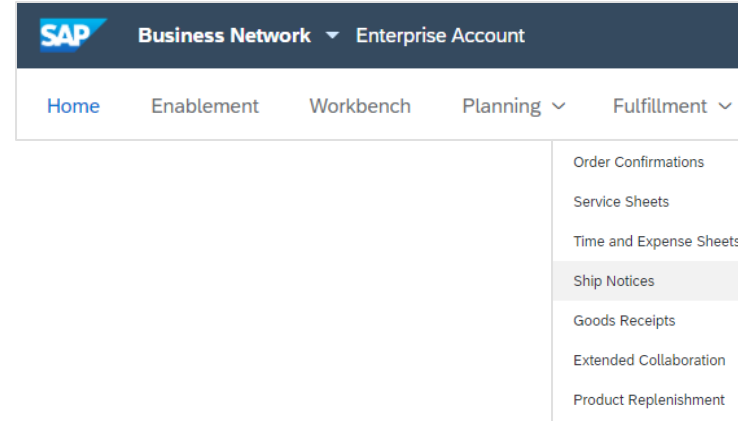 SAP Business Network Enterprise Account
Home Enablement Workbench Planning Fulfillment
Order Confirmations
Service Sheets
Time and Expense Sheets
Ship Notices
Goods Receipts
Extended Collaboration
Product Replenishment